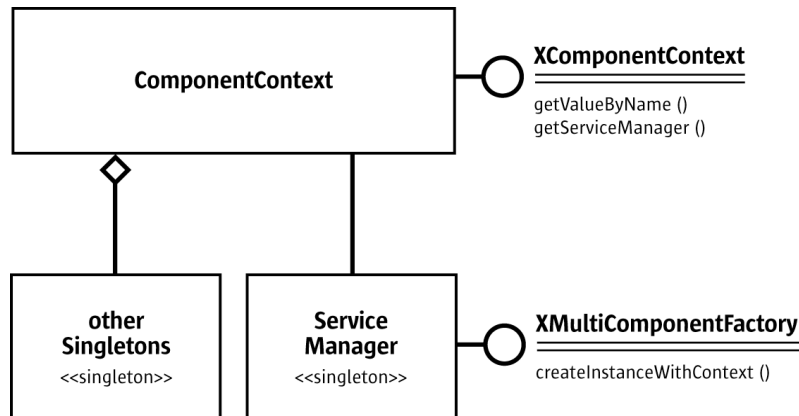 ComponentContext
XComponentContext
getValueByName ()
getServiceManager ()
other
Singletons
<<singleton>>
Service
Manager
<<singleton>>
XMultiComponentFactory
createInstanceWithContext ()